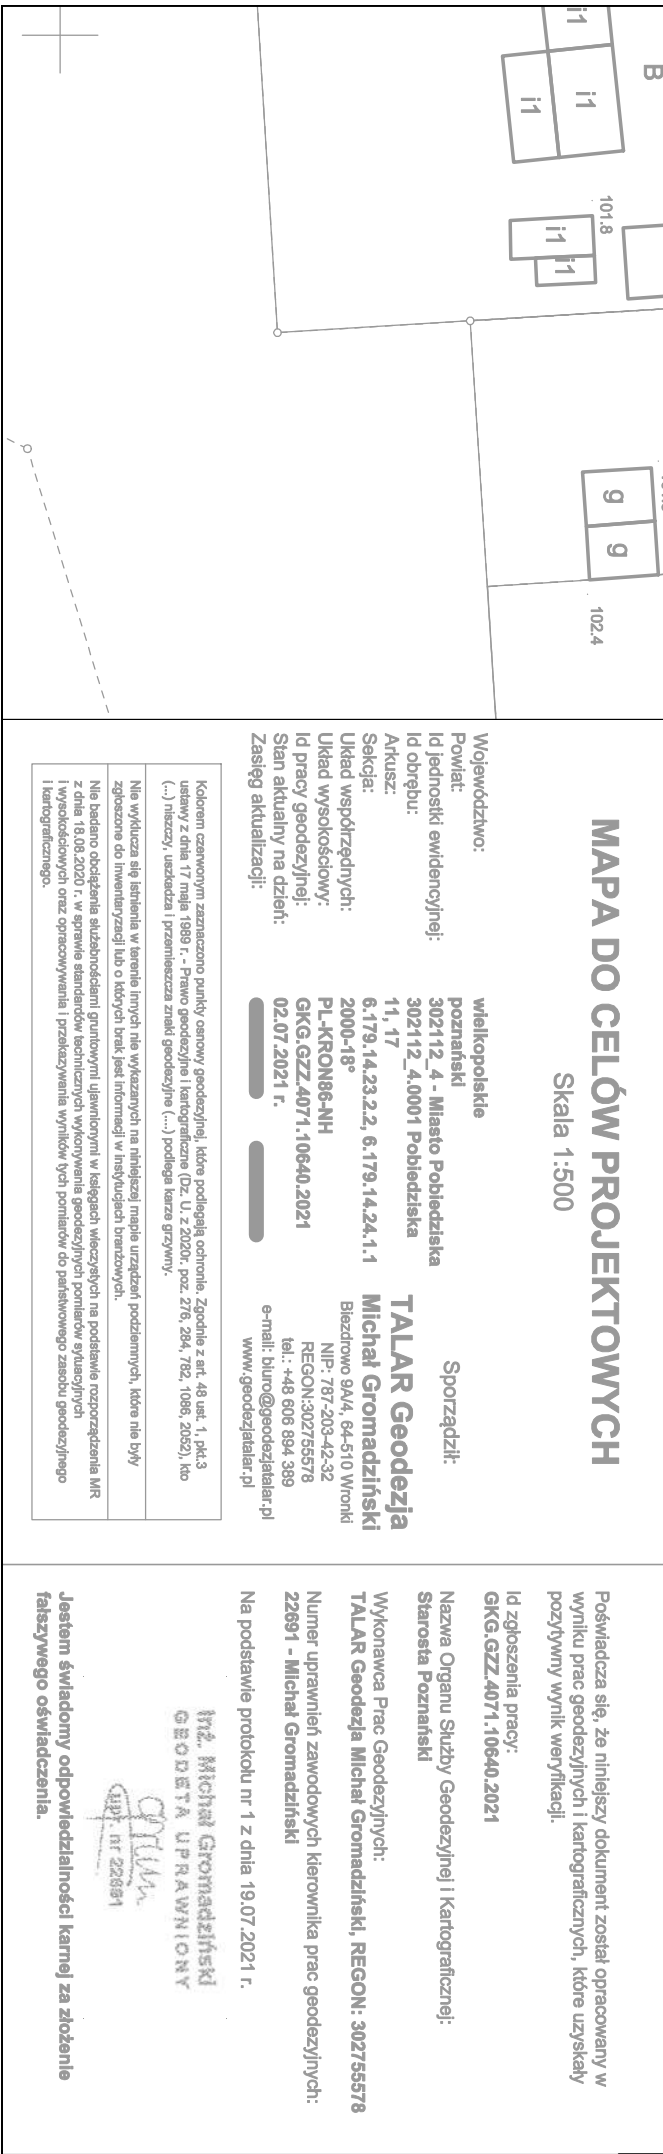 B
i1
i1
i1
101.8
i1
i1
g
g
102.4
MAPA DO CELÓW PROJEKTOWYCH
Skala 1:500
Województwo: wielkopolskie
Powiat: poznański
Id jednostki ewidencyjnej: 302112_4 - Miasto Pobiedziska
Id obrębu: 302112_4.0001 Pobiedziska
Arkusz: 11, 17
Sekcja: 6.179.14.23.2.2, 6.179.14.24.1.1
Układ współrzędnych: 2000-18°
Układ wysokościowy: PL-KRON86-NH
Id pracy geodezyjnej: GKG.GZZ.4071.10640.2021
Stan aktualny na dzień: 02.07.2021 r.
Zasięg aktualizacji:
Sporządził:
TALAR Geodezja
Michał Gromadziński
Biezdrowo 9A/4, 64-510 Wronki
NIP: 787-203-42-32
REGON:302755578
tel.: +48 606 894 389
e-mail: biuro@geodezjatalar.pl
www.geodezjatalar.pl
Kolorem czerwonym zaznaczono punkty osnowy geodezyjnej, które podlegają ochronie. Zgodnie z art. 48 ust. 1, pkt.3
ustawy z dnia 17 maja 1989 r. - Prawo geodezyjne i kartograficzne (Dz. U. z 2020r. poz. 276, 284, 782, 1086, 2052), kto
(...) niszczy, uszkadza i przemieszcza znaki geodezyjne (....) podlega karze grzywny.
Nie wyklucza się istnienia w terenie innych nie wykazanych na niniejszej mapie urządzeń podziemnych, które nie były
zgłoszone do inwentaryzacji lub o których brak jest informacji w instytucjach branżowych.
Nie badano obciążenia służebnościami gruntowymi ujawnionymi w księgach wieczystych na podstawie rozporządzenia MR
z dnia 18.08.2020 r. w sprawie standardów technicznych wykonywania geodezyjnych pomiarów sytuacyjnych
i wysokościowych oraz opracowywania i przekazywania wyników tych pomiarów do państwowego zasobu geodezyjnego
i kartograficznego.
Poświadcza się, że niniejszy dokument został opracowany w
wyniku prac geodezyjnych i kartograficznych, które uzyskały
pozytywny wynik weryfikacji.
Id zgłoszenia pracy:
GKG.GZZ.4071.10640.2021
Nazwa Organu Służby Geodezyjnej i Kartograficznej:
Starosta Poznański
Wykonawca Prac Geodezyjnych:
TALAR Geodezja Michał Gromadziński, REGON: 302755578
Numer uprawnień zawodowych kierownika prac geodezyjnych:
22691 - Michał Gromadziński
Na podstawie protokołu nr 1 z dnia 19.07.2021 r.
inż. Michał Gromadziński
GEODETA UPRAWNIONY
upr. nr 22691
Jestem świadomy odpowiedzialności karnej za złożenie
fałszywego oświadczenia.